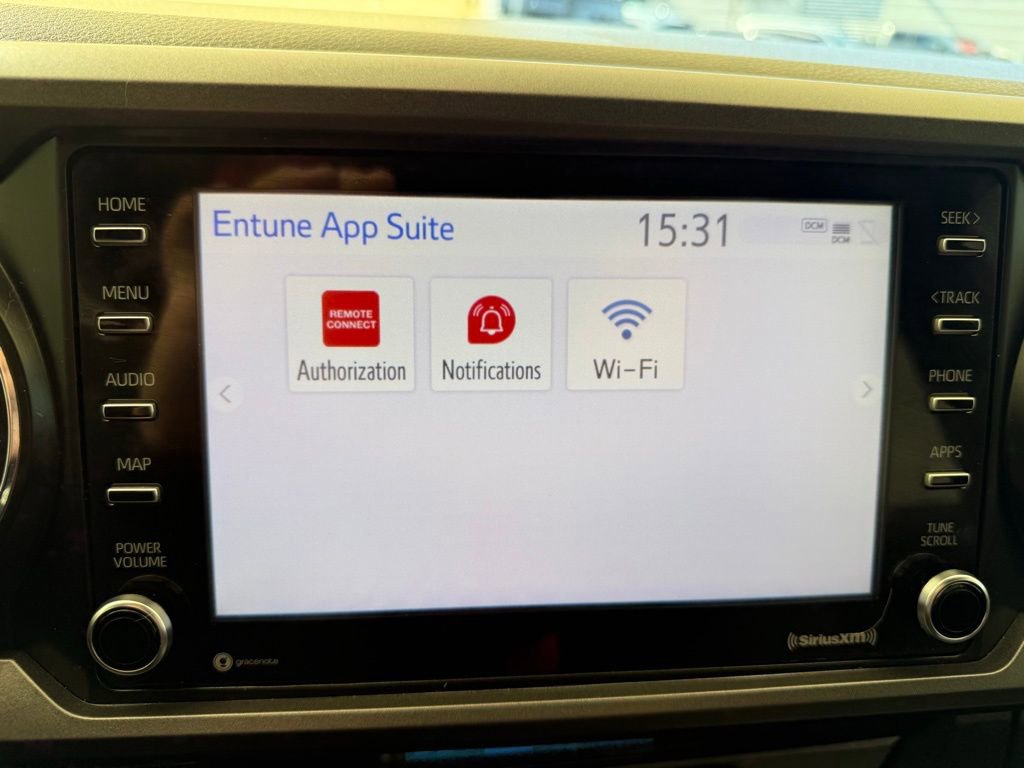 HOME
MENU
AUDIO
MAP
POWER
VOLUME
Entune App Suite
15:31
DCM
DCM
REMOTE
CONNECT
Authorization
Notifications
Wi-Fi
SEEK>
<TRACK
PHONE
APPS
TUNE
SCROLL
gracenote
SiriusXM